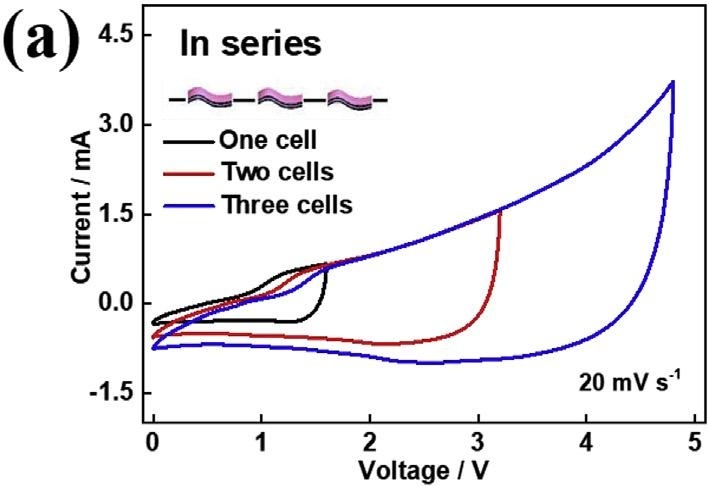 (a)
In series
One cell
Two cells
Three cells
4.5
3.0
1.5
0.0
-1.5
Current / mA
20 mV s⁻¹
0 1 2 3 4 5
Voltage / V